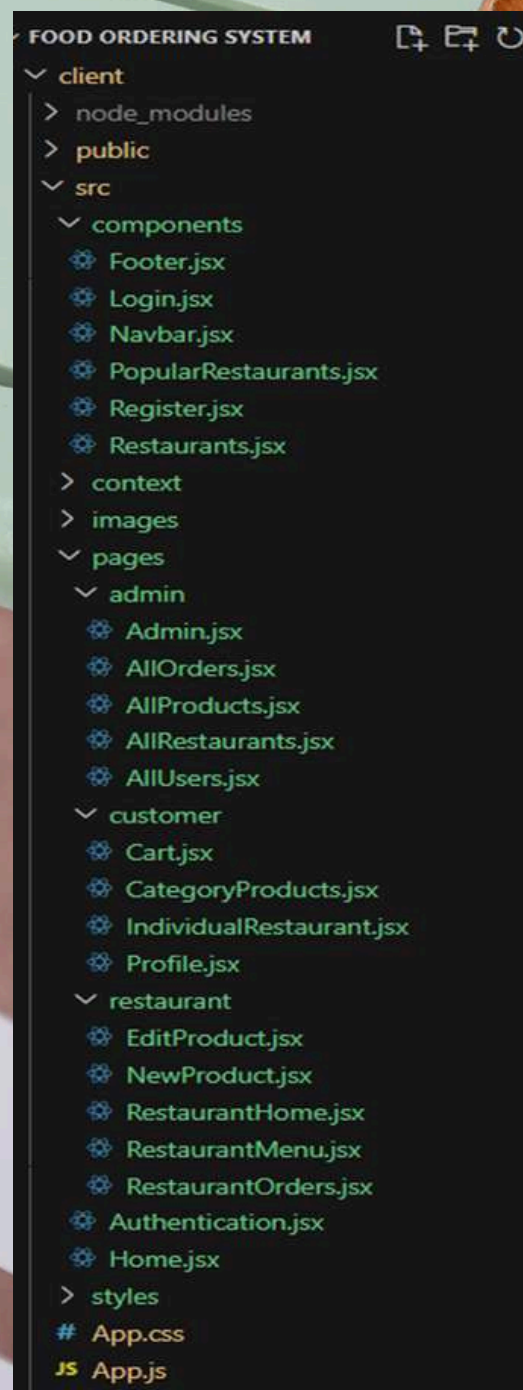 FOOD ORDERING SYSTEM
client
node_modules
public
src
components
Footer.jsx
Login.jsx
Navbar.jsx
PopularRestaurants.jsx
Register.jsx
Restaurants.jsx
context
images
pages
admin
Admin.jsx
AllOrders.jsx
AllProducts.jsx
AllRestaurants.jsx
AllUsers.jsx
customer
Cart.jsx
CategoryProducts.jsx
IndividualRestaurant.jsx
Profile.jsx
restaurant
EditProduct.jsx
NewProduct.jsx
RestaurantHome.jsx
RestaurantMenu.jsx
RestaurantOrders.jsx
Authentication.jsx
Home.jsx
styles
# App.css
JS App.js